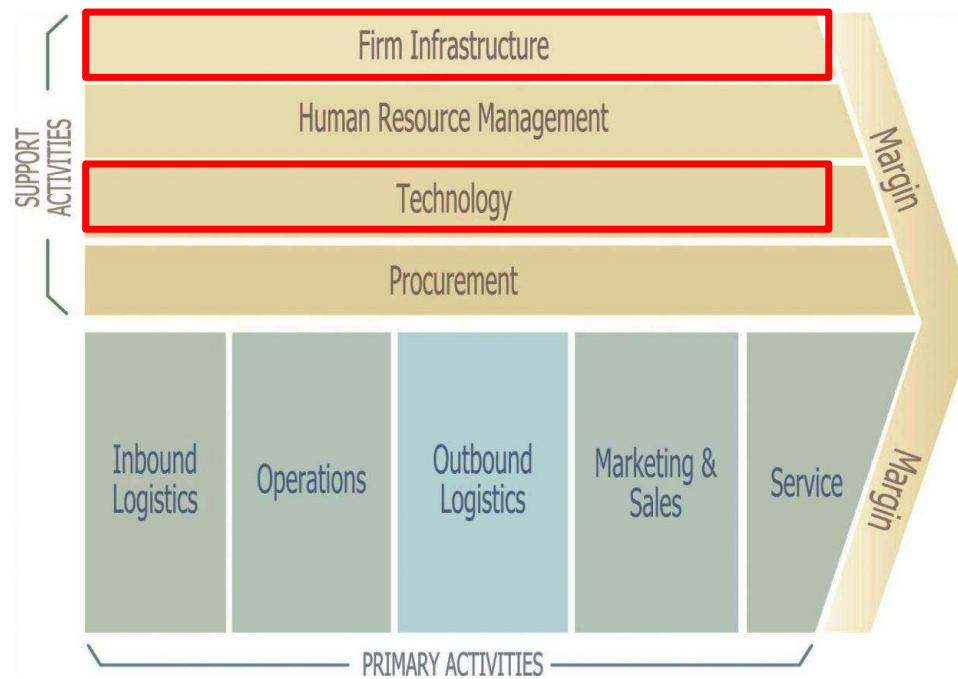 Firm Infrastructure
Human Resource Management
Technology
Procurement
SUPPORT
ACTIVITIES
Margin
Inbound
Logistics
Operations
Outbound
Logistics
Marketing &
Sales
Service
Margin
PRIMARY ACTIVITIES